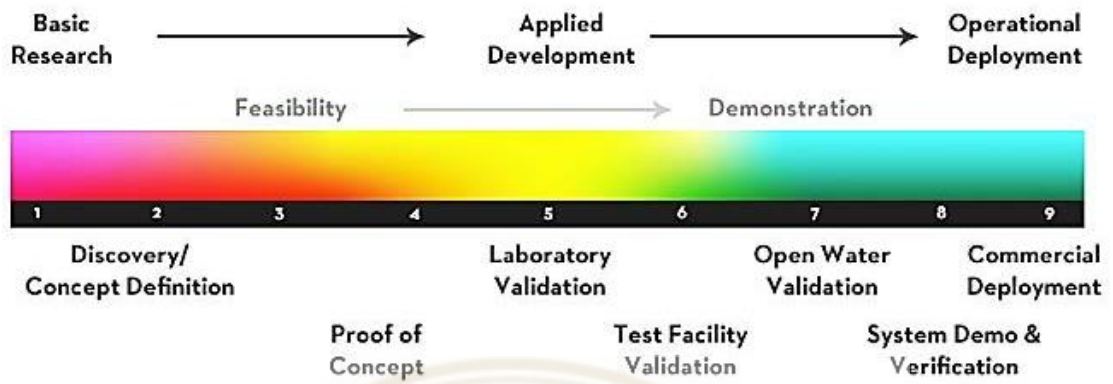 Basic
Research
Applied
Development
Operational
Deployment
Feasibility
Demonstration
1 2 3 4 5 6 7 8 9
Discovery/
Concept Definition
Laboratory
Validation
Open Water
Validation
Commercial
Deployment
Proof of
Concept
Test Facility
Validation
System Demo &
Verification